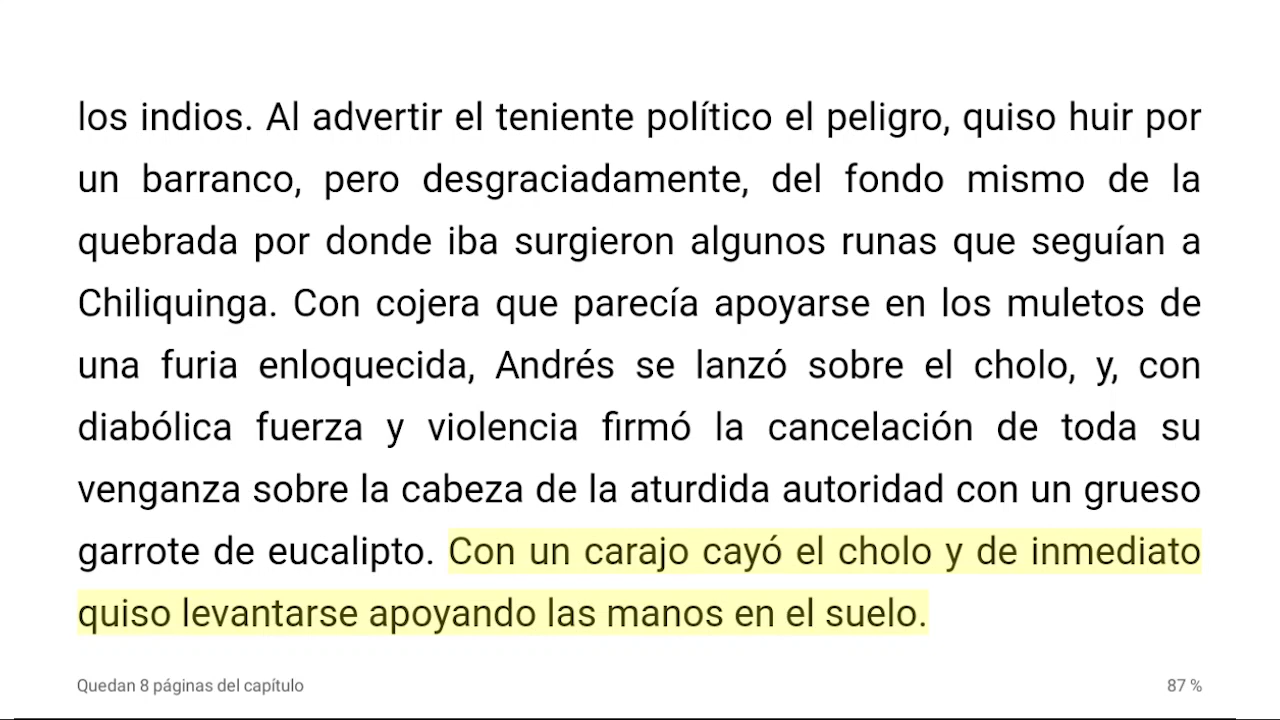 los indios. Al advertir el teniente político el peligro, quiso huir por
un barranco, pero desgraciadamente, del fondo mismo de la
quebrada por donde iba surgieron algunos runas que seguían a
Chiliquinga. Con cojera que parecía apoyarse en los muletos de
una furia enloquecida, Andrés se lanzó sobre el cholo, y, con
diabólica fuerza y violencia firmó la cancelación de toda su
venganza sobre la cabeza de la aturdida autoridad con un grueso
garrote de eucalipto. Con un carajo cayó el cholo y de inmediato
quiso levantarse apoyando las manos en el suelo.
Quedan 8 páginas del capítulo
87 %